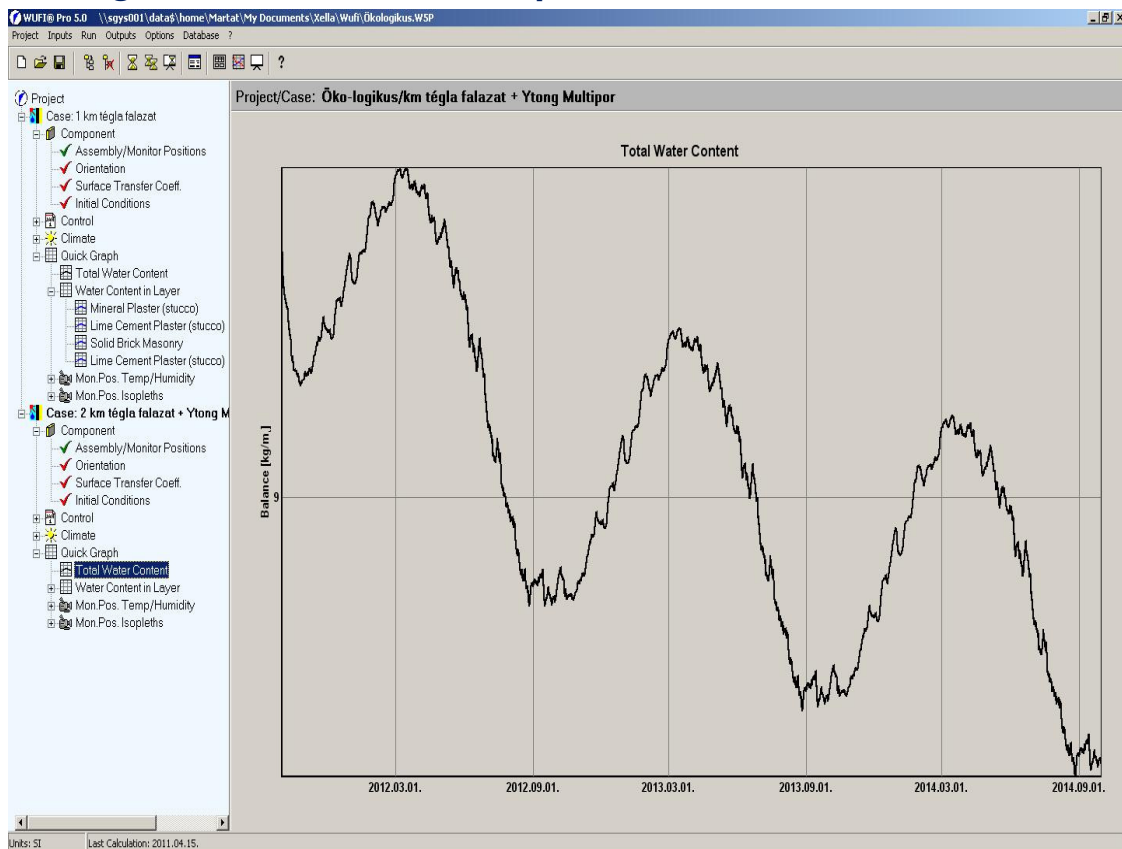 WUFI® Pro 5.0 \\sgys001\data$\home\Martat\My Documents\Xella\Wufi\Ökologikus.W5P
Project Inputs Run Outputs Options Database ?
Project
Case: 1 km tégla falazat
Component
Assembly/Monitor Positions
Orientation
Surface Transfer Coeff.
Initial Conditions
Control
Climate
Quick Graph
Total Water Content
Water Content in Layer
Mineral Plaster (stucco)
Lime Cement Plaster (stucco)
Solid Brick Masonry
Lime Cement Plaster (stucco)
Mon.Pos. Temp/Humidity
Mon.Pos. Isopleths
Case: 2 km tégla falazat + Ytong M
Component
Assembly/Monitor Positions
Orientation
Surface Transfer Coeff.
Initial Conditions
Control
Climate
Quick Graph
Total Water Content
Water Content in Layer
Mon.Pos. Temp/Humidity
Mon.Pos. Isopleths
Project/Case: Öko-logikus/km tégla falazat + Ytong Multipor
Total Water Content
Balance [kg/m,]
9
2012.03.01. 2012.09.01. 2013.03.01. 2013.09.01. 2014.03.01. 2014.09.01.
Units: SI Last Calculation: 2011.04.15.